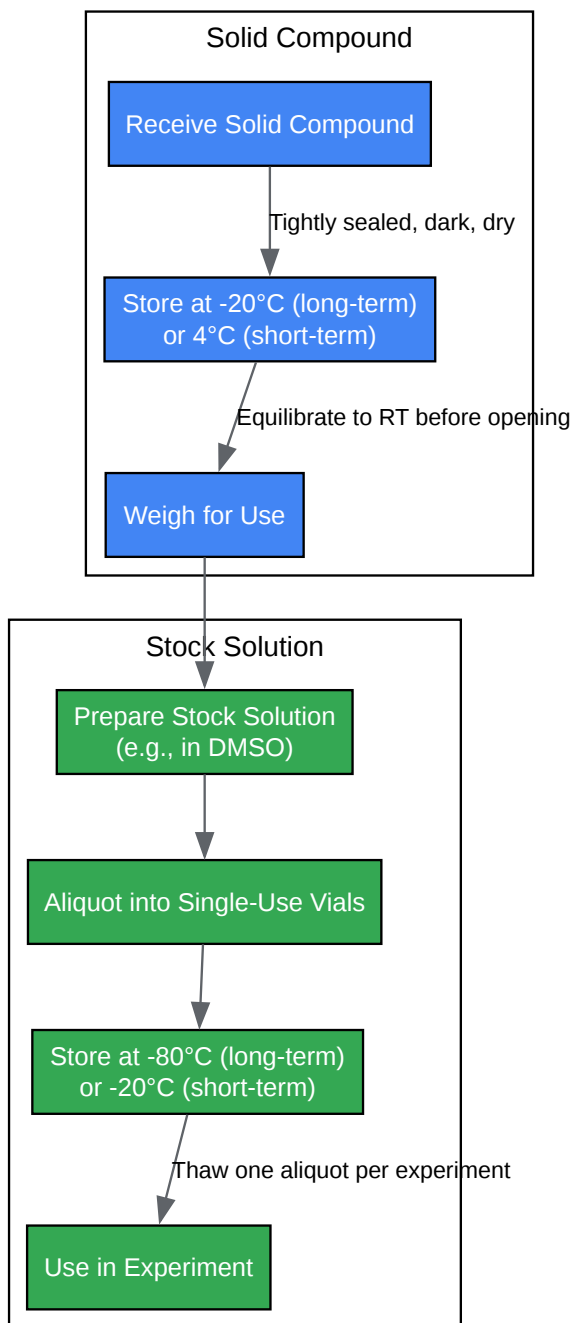 Solid Compound
Receive Solid Compound
Tightly sealed, dark, dry
Store at -20°C (long-term)
or 4°C (short-term)
Equilibrate to RT before opening
Weigh for Use
Stock Solution
Prepare Stock Solution
(e.g., in DMSO)
Aliquot into Single-Use Vials
Store at -80°C (long-term)
or -20°C (short-term)
Thaw one aliquot per experiment
Use in Experiment